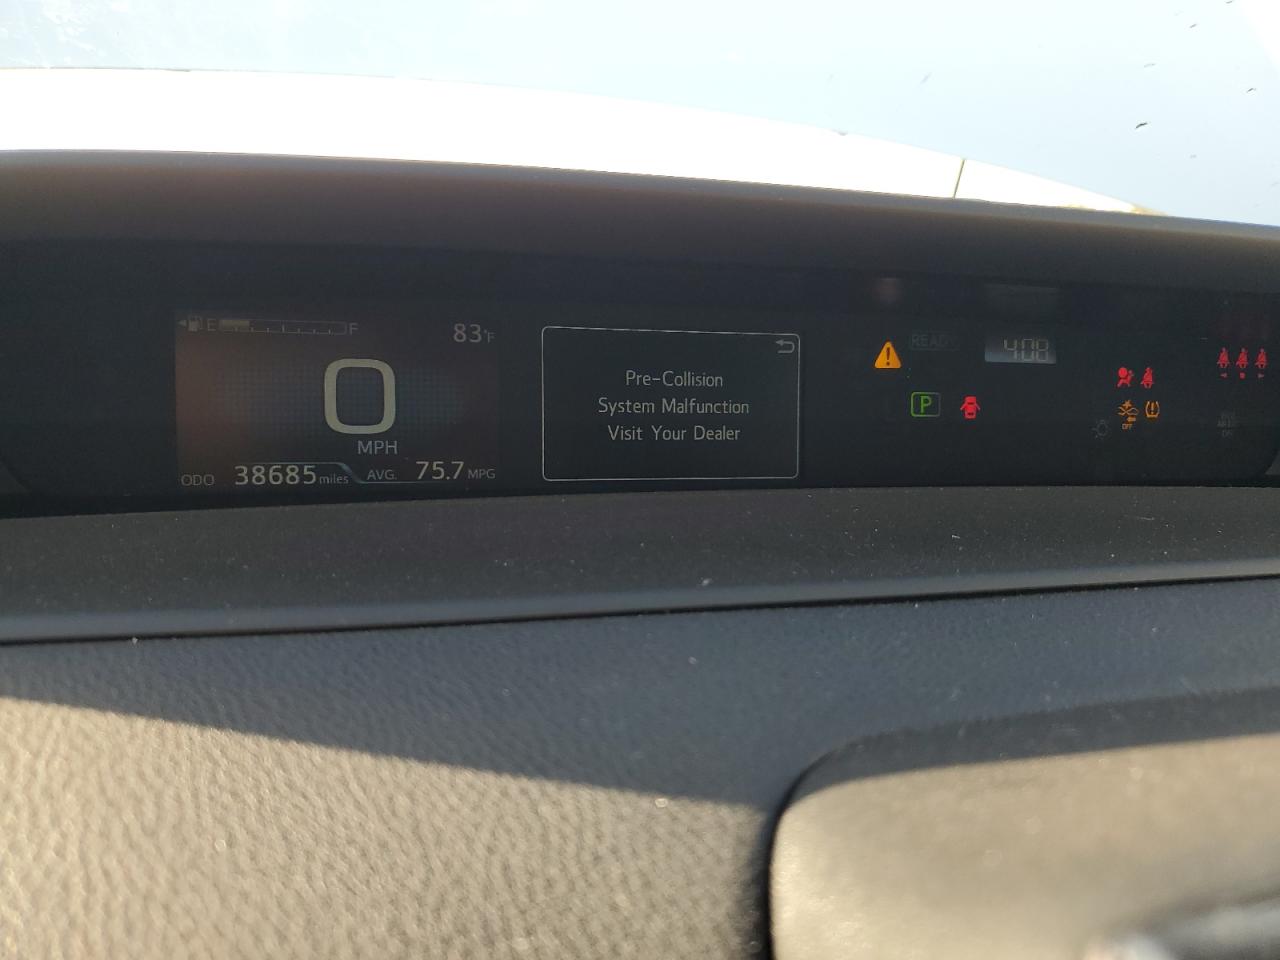 E F
83°F
0
MPH
ODO 38685 miles AVG. 75.7 MPG
Pre-Collision
System Malfunction
Visit Your Dealer
READY
4:08
P
OFF